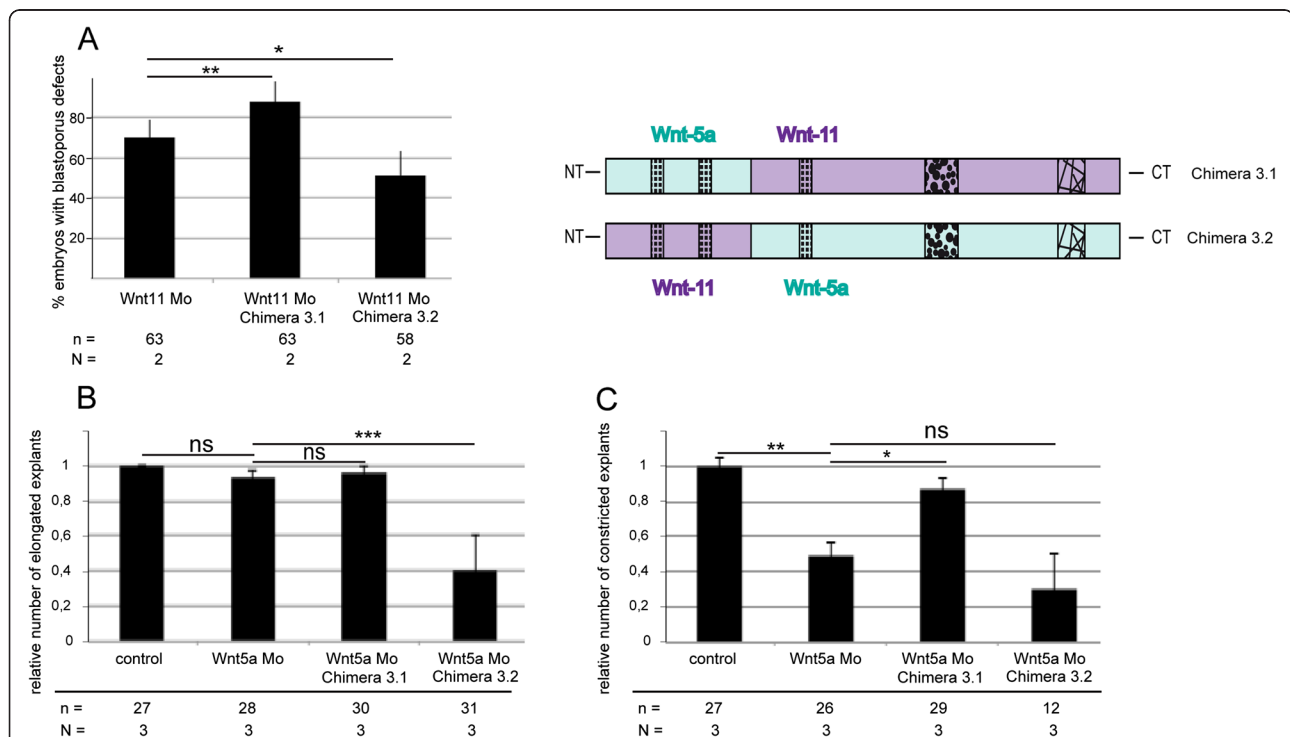 A
*
**
% embryos with blastoporus defects
80
60
40
20
Wnt11 Mo
Wnt11 Mo
Chimera 3.1
Wnt11 Mo
Chimera 3.2
n = 63 63 58
N = 2 2 2
Wnt-5a Wnt-11
NT CT Chimera 3.1
NT CT Chimera 3.2
Wnt-11 Wnt-5a
B
relative number of elongated explants
ns
ns
***
1
0,8
0,6
0,4
0,2
0
control
Wnt5a Mo
Wnt5a Mo
Chimera 3.1
Wnt5a Mo
Chimera 3.2
n = 27 28 30 31
N = 3 3 3 3
C
relative number of constricted explants
**
*
ns
1
0,8
0,6
0,4
0,2
0
control
Wnt5a Mo
Wnt5a Mo
Chimera 3.1
Wnt5a Mo
Chimera 3.2
n = 27 26 29 12
N = 3 3 3 3